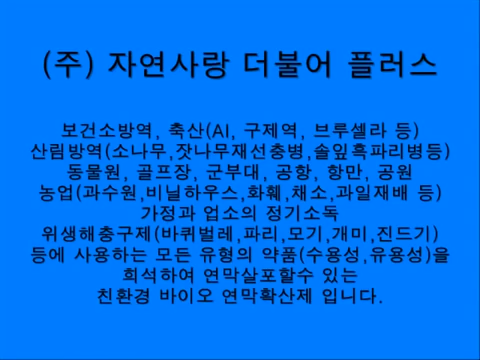 (주) 자연사랑 더불어 플러스
보건소방역, 축산(AI, 구제역, 브루셀라 등)
산림방역(소나무,잣나무재선충병,솔잎흑파리병등)
동물원, 골프장, 군부대, 공항, 항만, 공원
농업(과수원,비닐하우스,화훼,채소,과일재배 등)
가정과 업소의 정기소독
위생해충구제(바퀴벌레,파리,모기,개미,진드기)
등에 사용하는 모든 유형의 약품(수용성,유용성)을
희석하여 연막살포할수 있는
친환경 바이오 연막확산제 입니다.